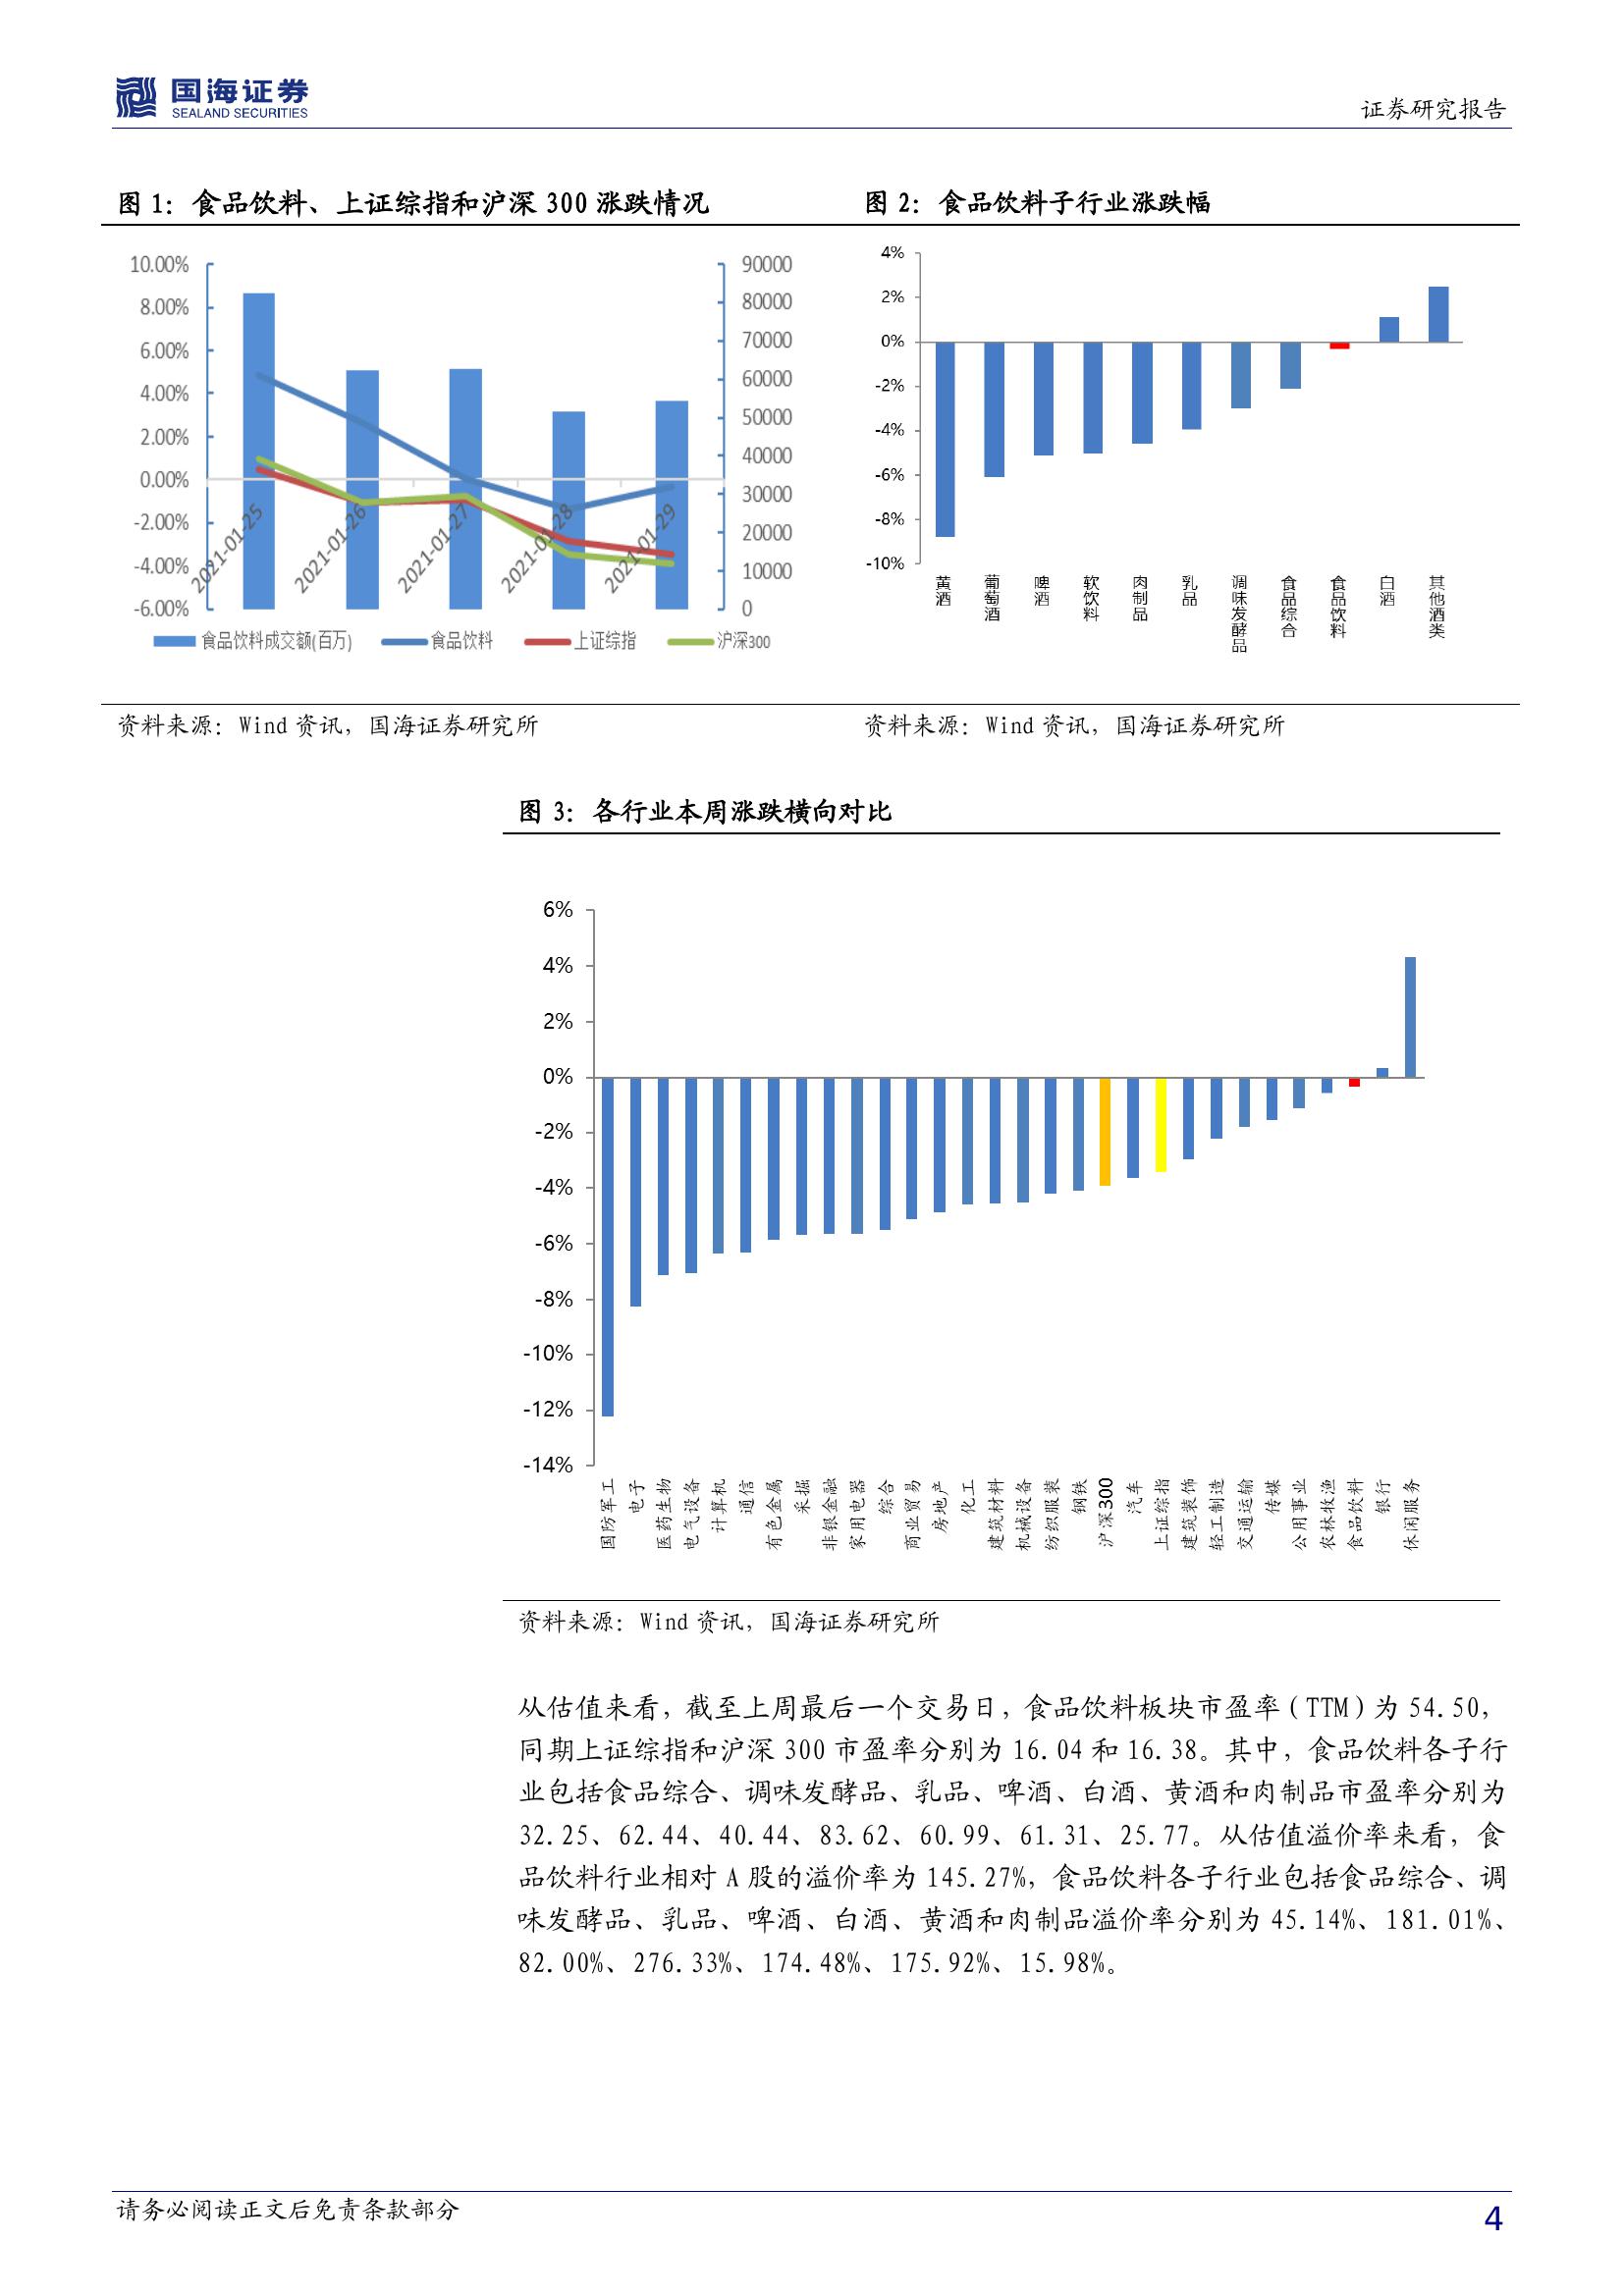 国海证券
SEALAND SECURITIES
证券研究报告
图 1：食品饮料、上证综指和沪深 300 涨跌情况
10.00%
8.00%
6.00%
4.00%
2.00%
0.00%
-2.00%
-4.00%
-6.00%
90000
80000
70000
60000
50000
40000
30000
20000
10000
0
2021-01-25
2021-01-26
2021-01-27
2021-01-28
2021-01-29
食品饮料成交额(百万)
食品饮料
上证综指
沪深300
资料来源：Wind 资讯，国海证券研究所
图 2：食品饮料子行业涨跌幅
4%
2%
0%
-2%
-4%
-6%
-8%
-10%
黄酒
葡萄酒
啤酒
软饮料
肉制品
乳品
调味发酵品
食品综合
食品饮料
白酒
其他酒类
资料来源：Wind 资讯，国海证券研究所
图 3：各行业本周涨跌横向对比
6%
4%
2%
0%
-2%
-4%
-6%
-8%
-10%
-12%
-14%
国防军工
电子
医药生物
电气设备
计算机
通信
有色金属
采掘
非银金融
家用电器
综合
商业贸易
房地产
化工
建筑材料
机械设备
纺织服装
钢铁
沪深300
汽车
上证综指
建筑装饰
轻工制造
交通运输
传媒
公用事业
农林牧渔
食品饮料
银行
休闲服务
资料来源：Wind 资讯，国海证券研究所
从估值来看，截至上周最后一个交易日，食品饮料板块市盈率（TTM）为 54.50，
同期上证综指和沪深 300 市盈率分别为 16.04 和 16.38。其中，食品饮料各子行
业包括食品综合、调味发酵品、乳品、啤酒、白酒、黄酒和肉制品市盈率分别为
32.25、62.44、40.44、83.62、60.99、61.31、25.77。从估值溢价率来看，食
品饮料行业相对 A 股的溢价率为 145.27%，食品饮料各子行业包括食品综合、调
味发酵品、乳品、啤酒、白酒、黄酒和肉制品溢价率分别为 45.14%、181.01%、
82.00%、276.33%、174.48%、175.92%、15.98%。
请务必阅读正文后免责条款部分
4